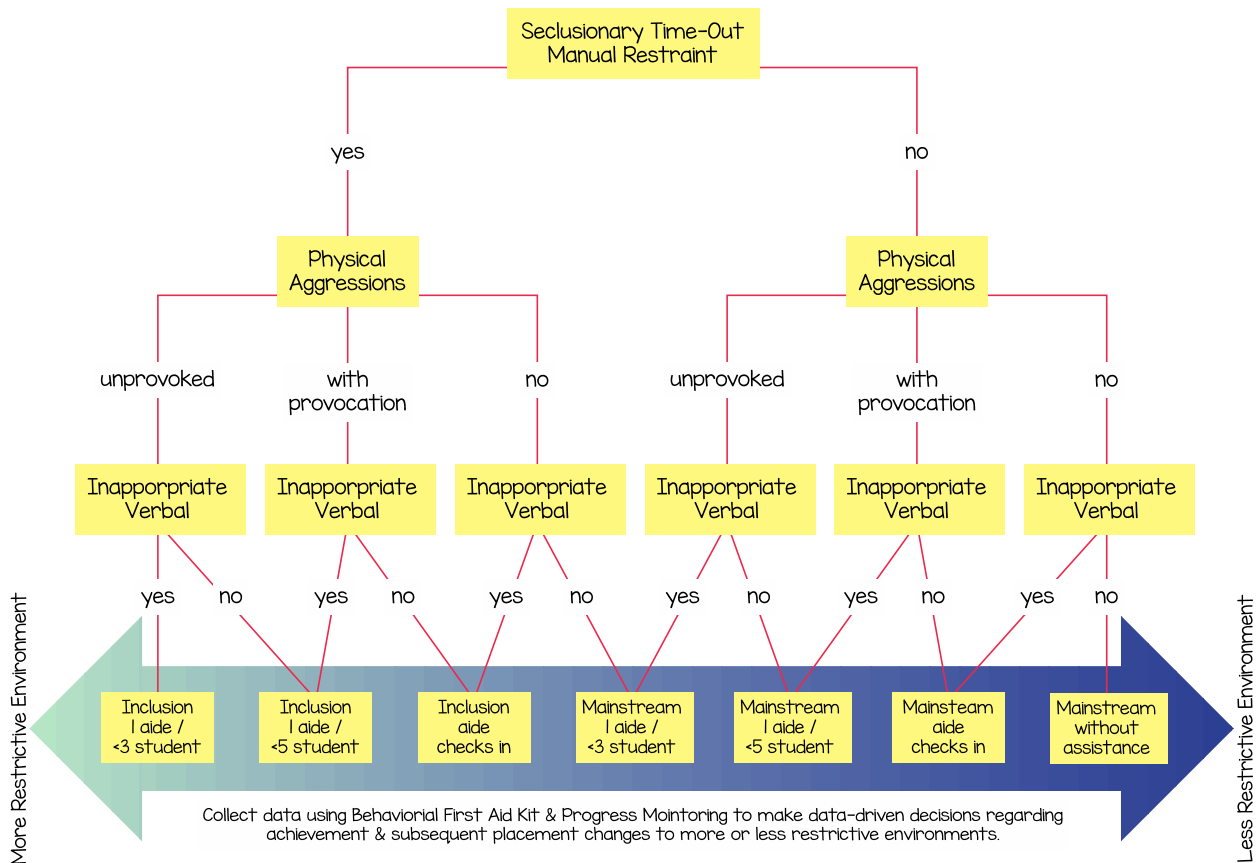 Seclusionary Time-Out
Manual Restraint
yes
no
Physical
Aggressions
Physical
Aggressions
unprovoked
with
provocation
no
unprovoked
with
provocation
no
Inapporpriate
Verbal
Inapporpriate
Verbal
Inapporpriate
Verbal
Inapporpriate
Verbal
Inapporpriate
Verbal
Inapporpriate
Verbal
yes
no
yes
no
yes
no
yes
no
yes
no
yes
no
More Restrictive Environment
Less Restrictive Environment
Inclusion
1 aide /
<3 student
Inclusion
1 aide /
<5 student
Inclusion
aide
checks in
Mainstream
1 aide /
<3 student
Mainstream
1 aide /
<5 student
Mainsteam
aide
checks in
Mainstream
without
assistance
Collect data using Behaviorial First Aid Kit & Progress Mointoring to make data-driven decisions regarding
achievement & subsequent placement changes to more or less restrictive environments.